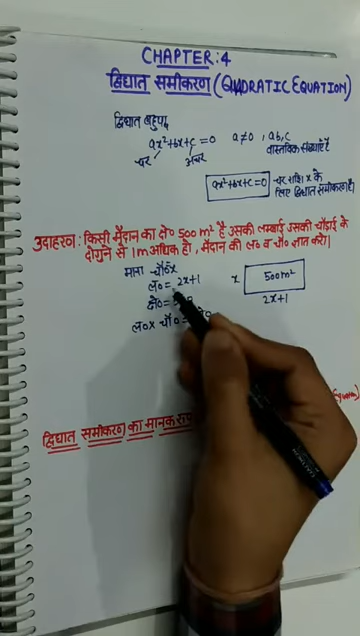 CHAPTER:4
द्विघात समीकरण (QUADRATIC EQUATION)
द्विघात बहुपद
ax²+bx+c=0 a≠0, a,b,c
चर अचर वास्तविक संख्याएँ हैं
ax²+bx+c=0 चर राशि x के
लिए द्विघात समीकरण है।
उदाहरण: किसी मैदान का क्षे० 500 m² है उसकी लम्बाई उसकी चौड़ाई के
दोगुने से 1m अधिक हो, मैदान की ल० व चौ० ज्ञात करो।
माना चौ०=x
ल०= 2x+1
x 500m²
2x+1
क्षे०=
ल०x चौ०=
द्विघात समीकरण का मानक रूप